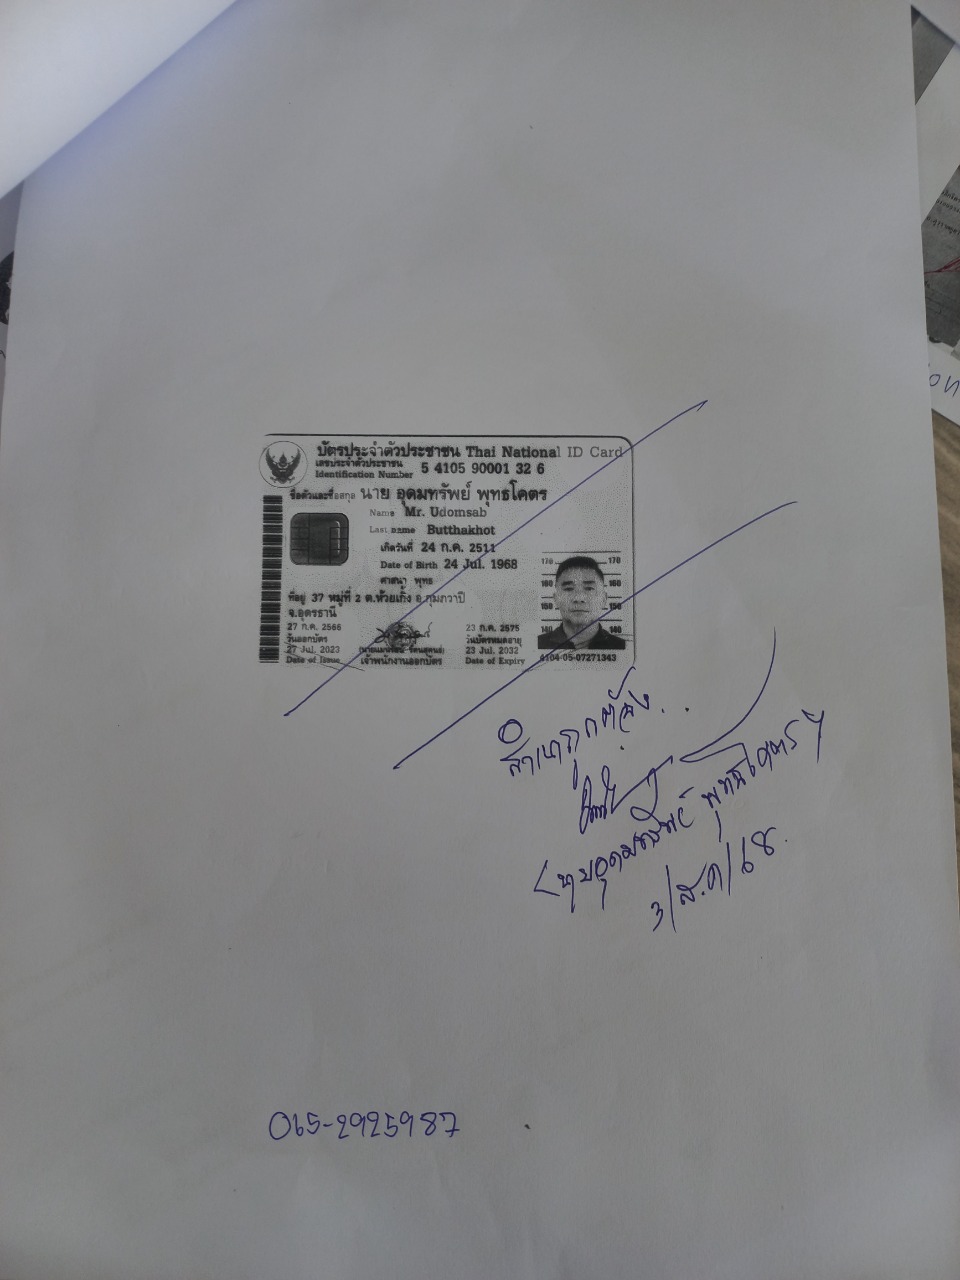 บัตรประจำตัวประชาชน Thai National ID Card
เลขประจำตัวประชาชน
Identification Number 5 4105 90001 32 6
ชื่อตัวและชื่อสกุล นาย อุดมทรัพย์ พุทธโคตร
Name Mr. Udomsab
Last name Butthakhot
เกิดวันที่ 24 ก.ค. 2511
Date of Birth 24 Jul. 1968
ศาสนา พุทธ
ที่อยู่ 37 หมู่ที่ 2 ต.ห้วยเกิ้ง อ.กุมภวาปี
จ.อุดรธานี
27 ก.ค. 2566
วันออกบัตร
27 Jul. 2023
Date of Issue
เจ้าพนักงานออกบัตร
23 ก.ค. 2575
วันบัตรหมดอายุ
23 Jul. 2032
Date of Expiry
170 170
160 160
150 150
140 140
4104-05-07271343
สำเนาถูกต้อง
(นายอุดมทรัพย์ พุทธโคตร)
3/ส.ค/68.
065-2925987